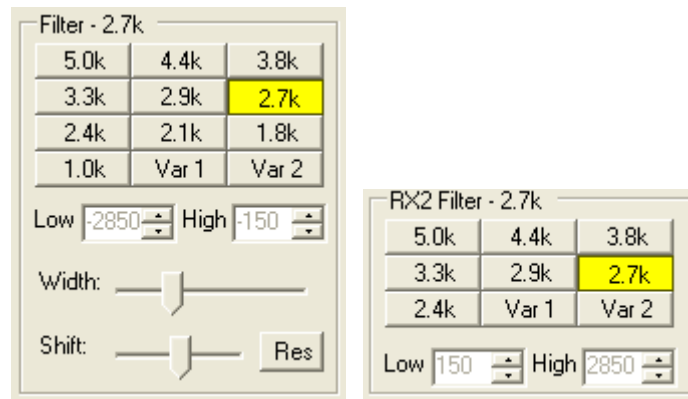 Filter - 2.7k
5.0k 4.4k 3.8k
3.3k 2.9k 2.7k
2.4k 2.1k 1.8k
1.0k Var 1 Var 2
Low -2850 High -150
Width:
Shift: Res
RX2 Filter - 2.7k
5.0k 4.4k 3.8k
3.3k 2.9k 2.7k
2.4k Var 1 Var 2
Low 150 High 2850